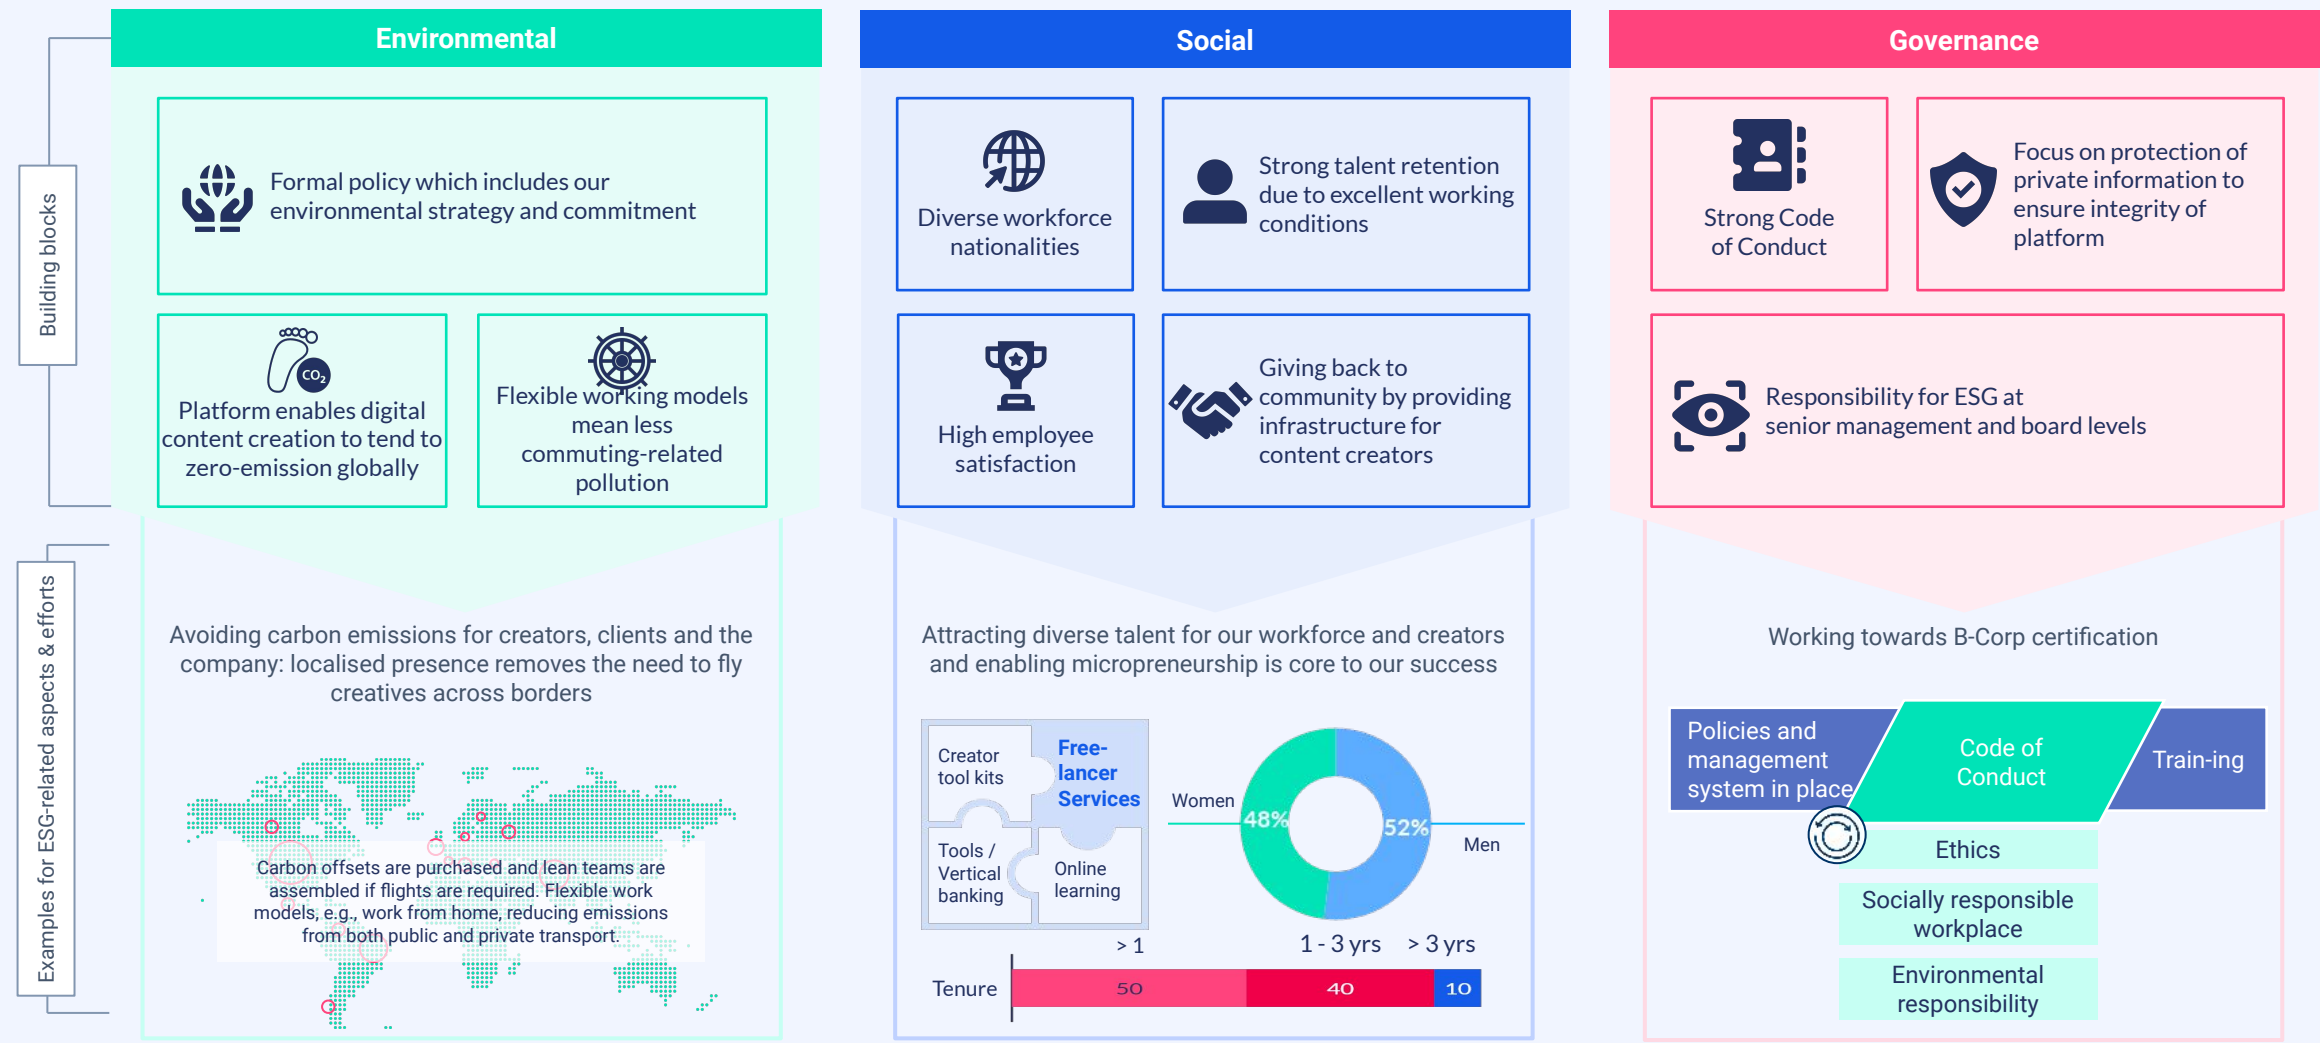 Environmental
Building blocks
Formal policy which includes our
environmental strategy and commitment
CO₂
Platform enables digital
content creation to tend to
zero-emission globally
Flexible working models
mean less
commuting-related
pollution
Social
Diverse workforce
nationalities
Strong talent retention
due to excellent working
conditions
High employee
satisfaction
Giving back to
community by providing
infrastructure for
content creators
Governance
Strong Code
of Conduct
Focus on protection of
private information to
ensure integrity of
platform
Responsibility for ESG at
senior management and board levels
Examples for ESG-related aspects & efforts
Avoiding carbon emissions for creators, clients and the
company: localised presence removes the need to fly
creatives across borders
Carbon offsets are purchased and lean teams are
assembled if flights are required. Flexible work
models, e.g., work from home, reducing emissions
from both public and private transport.
Attracting diverse talent for our workforce and creators
and enabling micropreneurship is core to our success
Creator
tool kits
Free-
lancer
Services
Tools /
Vertical
banking
Online
learning
Women
48%
52%
Men
> 1
1 - 3 yrs
> 3 yrs
Tenure
50
40
10
Working towards B-Corp certification
Policies and
management
system in place
Code of
Conduct
Train-ing
Ethics
Socially responsible
workplace
Environmental
responsibility